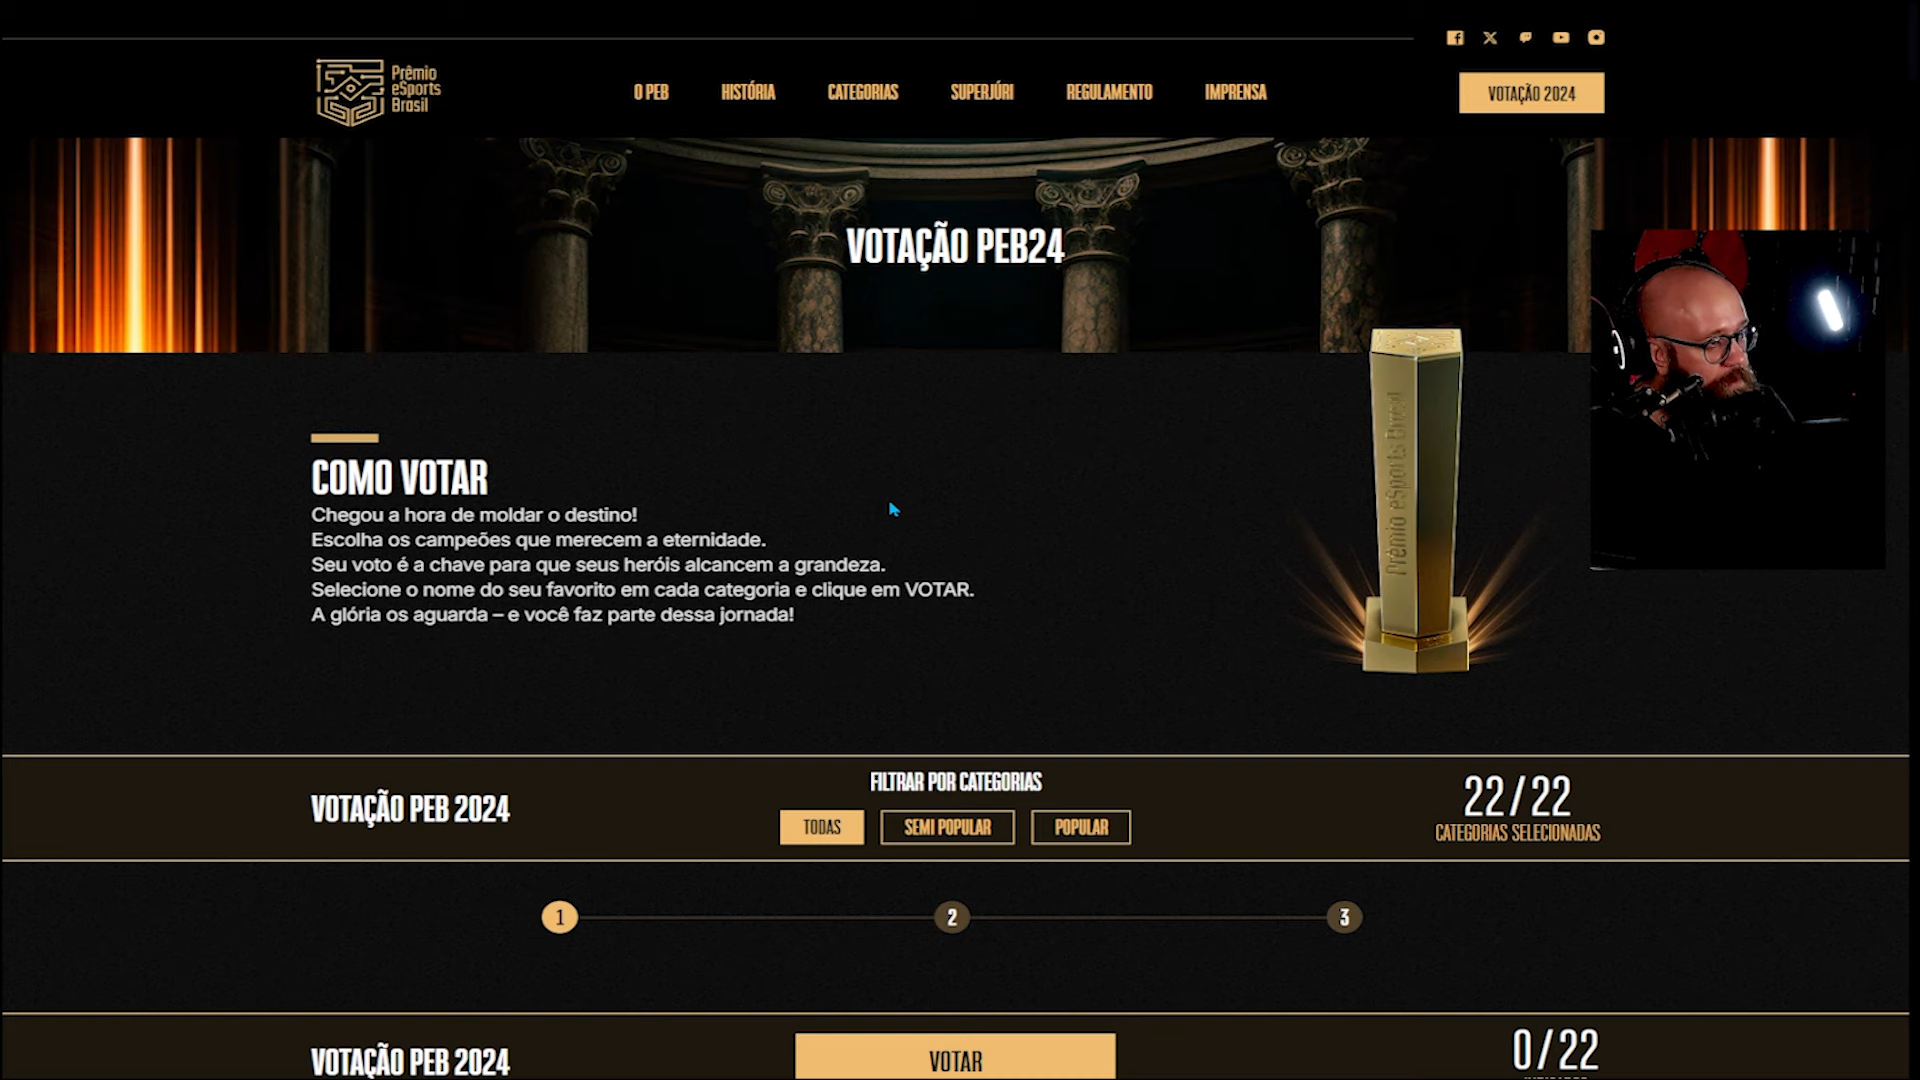 Prêmio
eSports
Brasil
O PEB
HISTÓRIA
CATEGORIAS
SUPERJÚRI
REGULAMENTO
IMPRENSA
VOTAÇÃO 2024
VOTAÇÃO PEB24
Prêmio eSports Brasil
COMO VOTAR
Chegou a hora de moldar o destino!
Escolha os campeões que merecem a eternidade.
Seu voto é a chave para que seus heróis alcancem a grandeza.
Selecione o nome do seu favorito em cada categoria e clique em VOTAR.
A glória os aguarda – e você faz parte dessa jornada!
VOTAÇÃO PEB 2024
FILTRAR POR CATEGORIAS
TODAS
SEMI POPULAR
POPULAR
22/22
CATEGORIAS SELECIONADAS
1
2
3
VOTAÇÃO PEB 2024
VOTAR
0/22